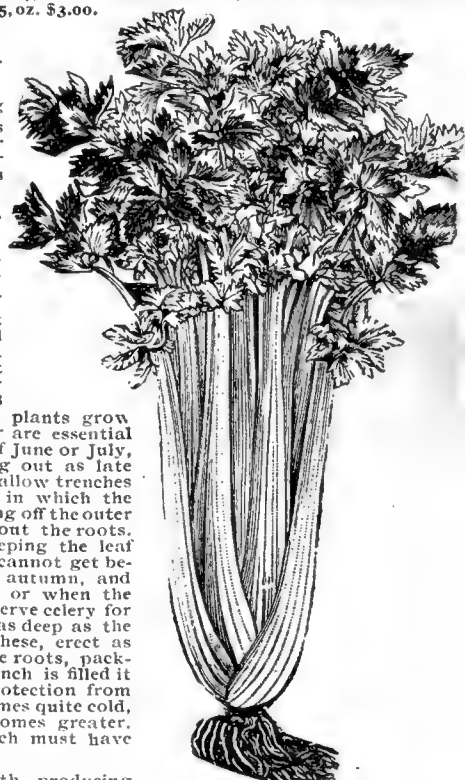 5, oz. $3.00.
plants grow
r are essential
f June or July,
g out as late
allow trenches
in which the
ng off the outer
out the roots.
eping the leaf
cannot get be-
autumn, and
or when the
erve celery for
as deep as the
hese, erect as
e roots, pack-
nch is filled it
otection from
mes quite cold,
omes greater.
ch must have
th producing